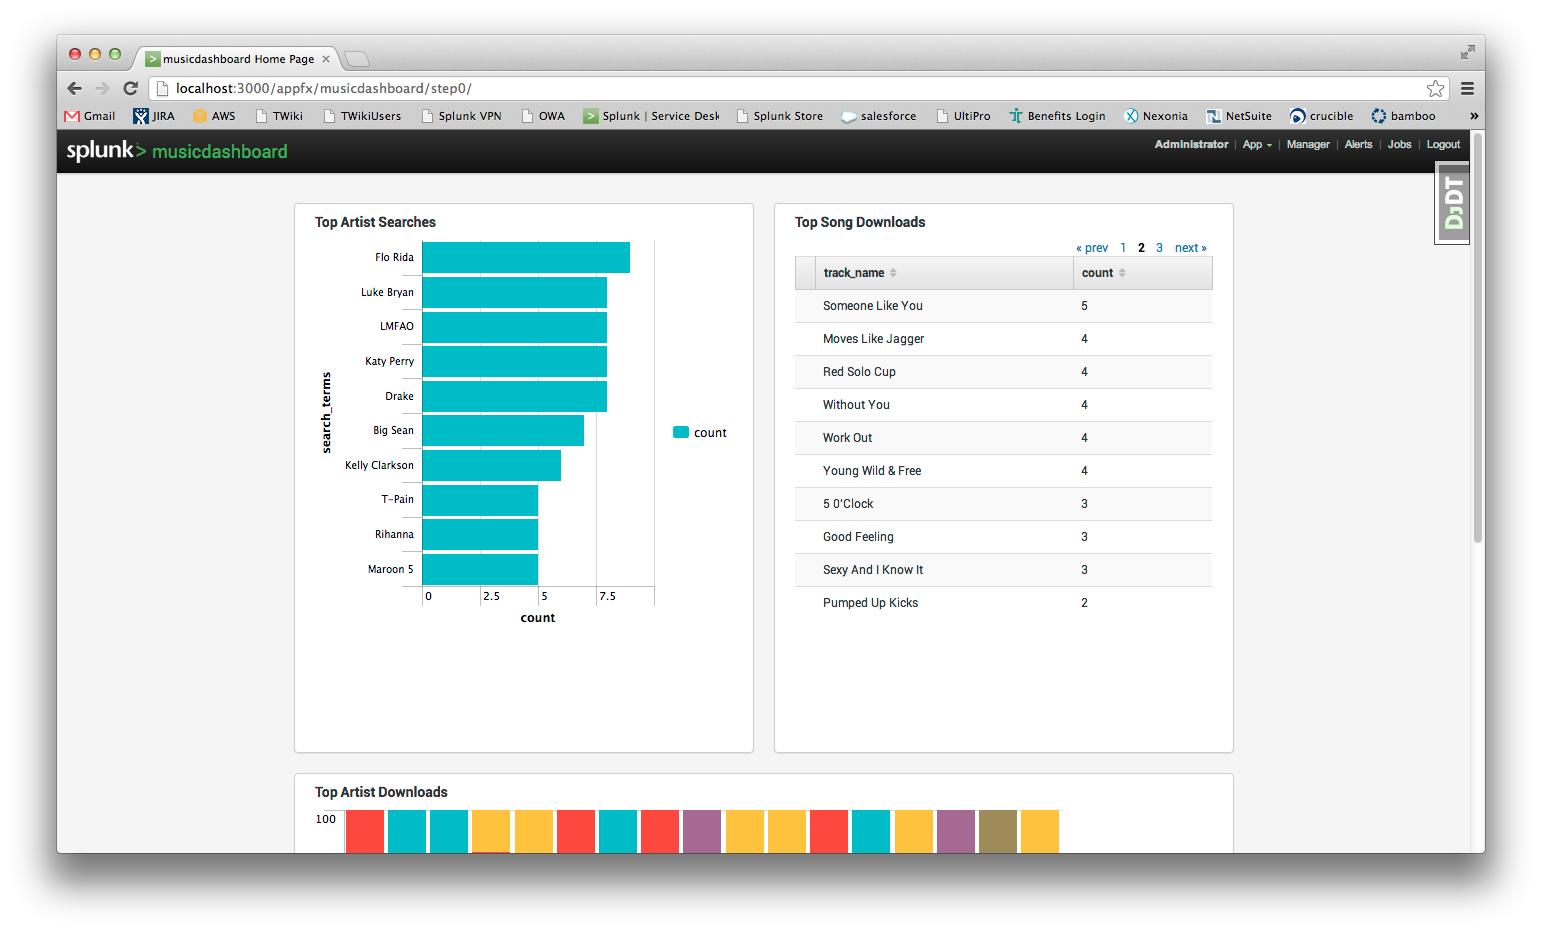 musicdashboard Home Page
localhost:3000/appfx/musicdashboard/step0/
Gmail JIRA AWS TWiki TWikiUsers Splunk VPN OWA Splunk | Service Desk Splunk Store salesforce UltiPro Benefits Login Nexonia NetSuite crucible bamboo »
splunk> musicdashboard
Administrator | App | Manager | Alerts | Jobs | Logout
DJDT
Top Artist Searches
Flo Rida
Luke Bryan
LMFAO
Katy Perry
Drake
Big Sean
Kelly Clarkson
T-Pain
Rihanna
Maroon 5
search_terms
0 2.5 5 7.5
count
count
Top Song Downloads
« prev 1 2 3 next »
track_name count
Someone Like You 5
Moves Like Jagger 4
Red Solo Cup 4
Without You 4
Work Out 4
Young Wild & Free 4
5 O'Clock 3
Good Feeling 3
Sexy And I Know It 3
Pumped Up Kicks 2
Top Artist Downloads
100